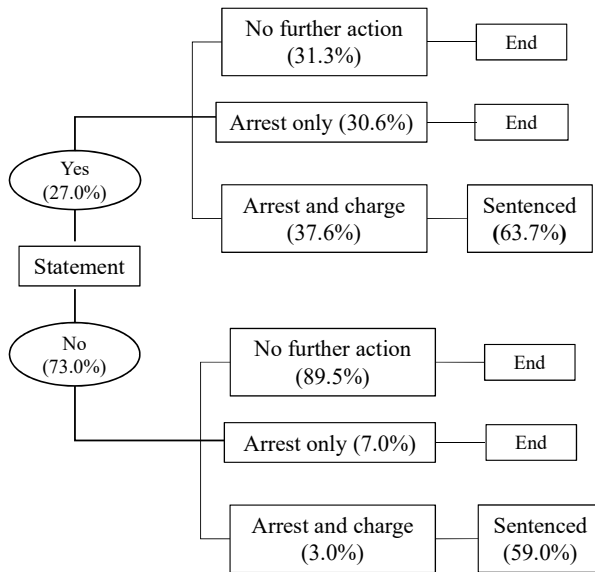 No further action
(31.3%)
End
Arrest only (30.6%)
End
Yes
(27.0%)
Arrest and charge
(37.6%)
Sentenced
(63.7%)
Statement
No
(73.0%)
No further action
(89.5%)
End
Arrest only (7.0%)
End
Arrest and charge
(3.0%)
Sentenced
(59.0%)